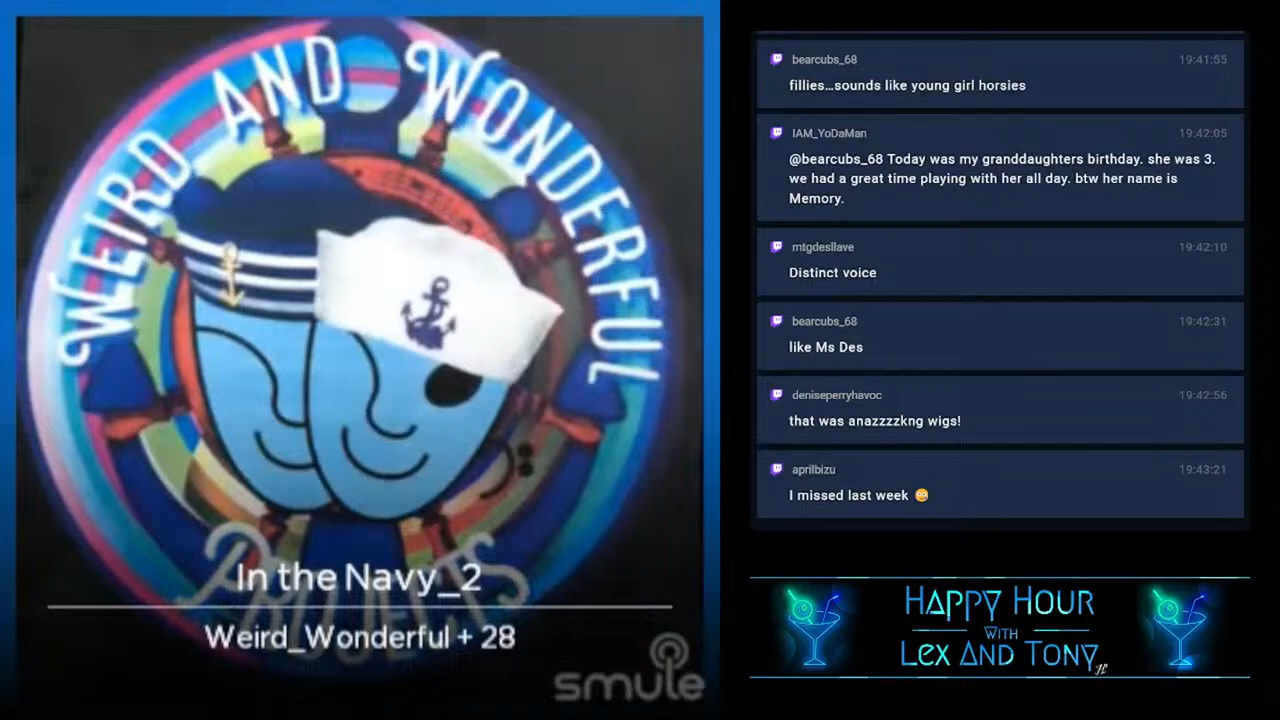 WEIRD AND WONDERFUL
PROJECTS
In the Navy_2
Weird_Wonderful + 28
smule
bearcubs_68 19:41:55
fillies...sounds like young girl horsies
IAM_YoDaMan 19:42:05
@bearcubs_68 Today was my granddaughters birthday. she was 3.
we had a great time playing with her all day. btw her name is
Memory.
mtgdesllave 19:42:10
Distinct voice
bearcubs_68 19:42:31
like Ms Des
deniseperryhavoc 19:42:56
that was anazzzzkng wigs!
aprilbizu 19:43:21
I missed last week 😳
HAPPY HOUR
WITH
LEX AND TONY